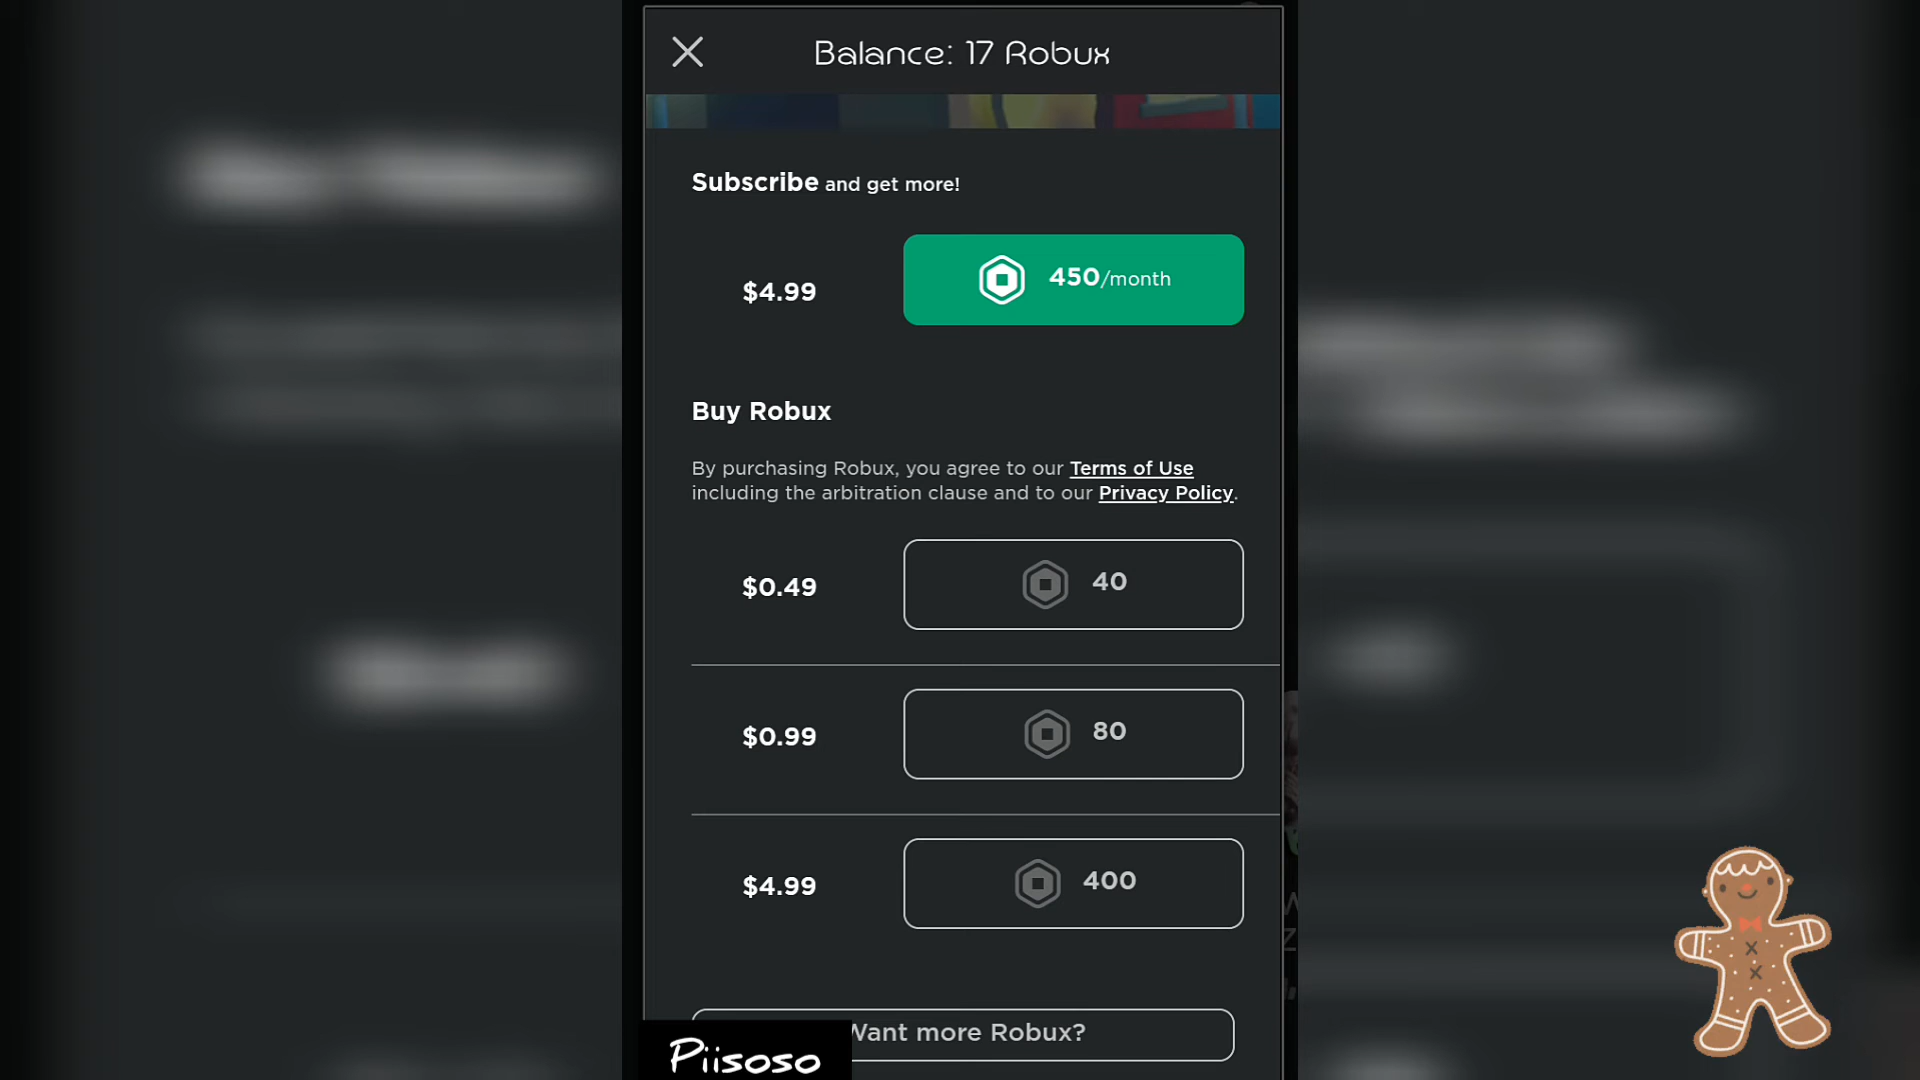 Balance: 17 Robux
Subscribe and get more!
$4.99 450/month
Buy Robux
By purchasing Robux, you agree to our Terms of Use
including the arbitration clause and to our Privacy Policy.
$0.49 40
$0.99 80
$4.99 400
Want more Robux?
Piisoso